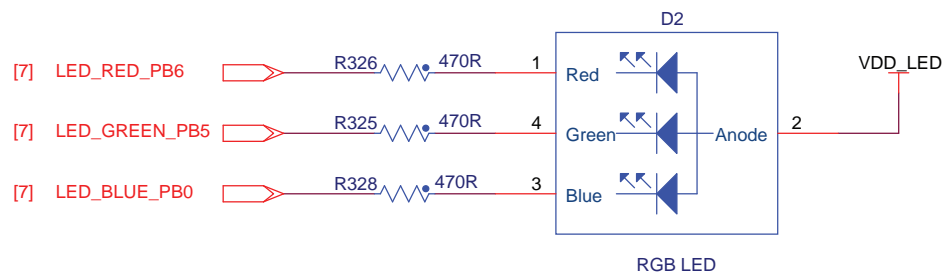 D2
[7] LED_RED_PB6 R326 470R 1 Red VDD_LED
[7] LED_GREEN_PB5 R325 470R 4 Green Anode 2
[7] LED_BLUE_PB0 R328 470R 3 Blue
RGB LED